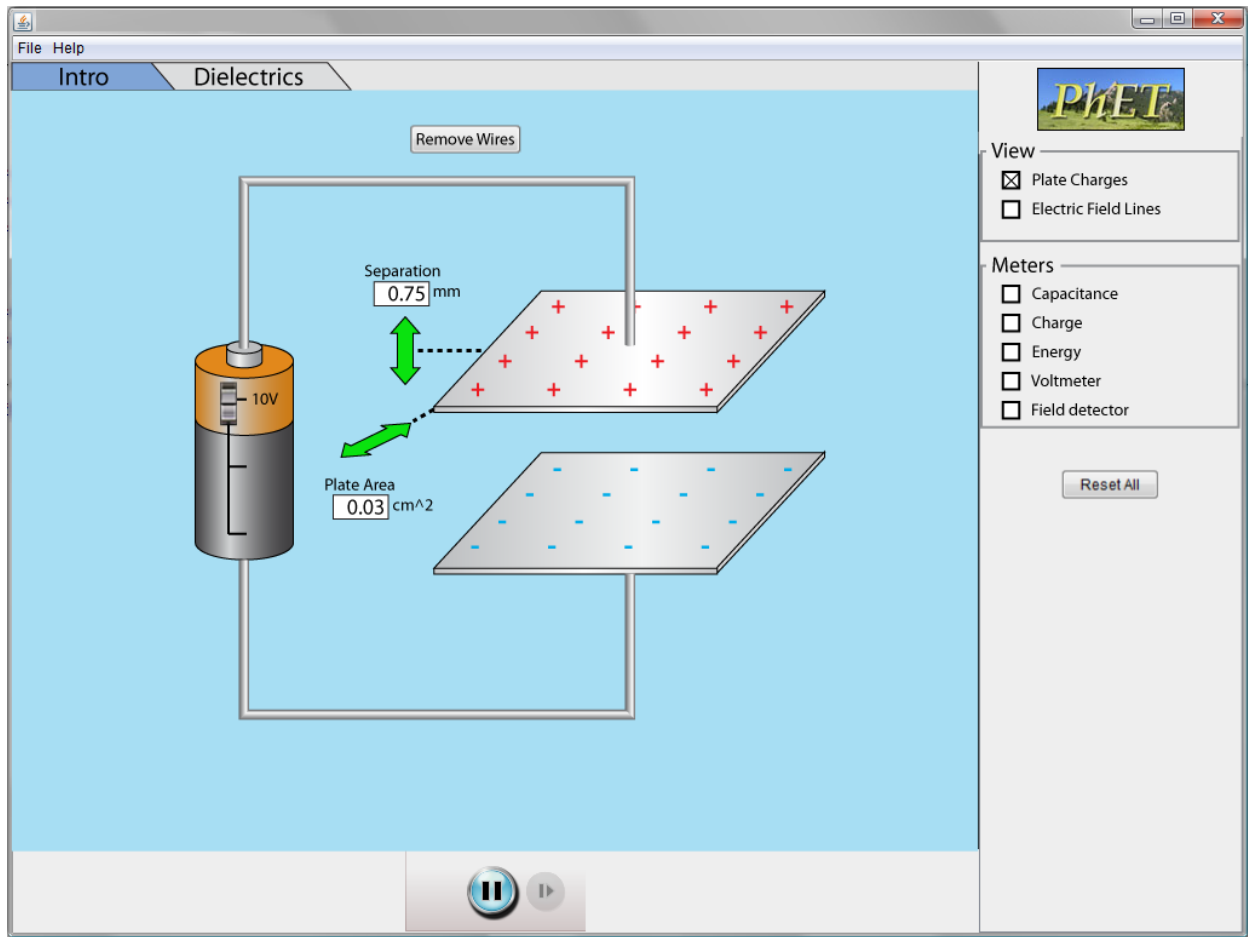 File Help
Intro Dielectrics
PhET
Remove Wires
View
Plate Charges
Electric Field Lines
Separation
0.75 mm
Meters
Capacitance
Charge
Energy
Voltmeter
Field detector
10V
Plate Area
0.03 cm^2
Reset All